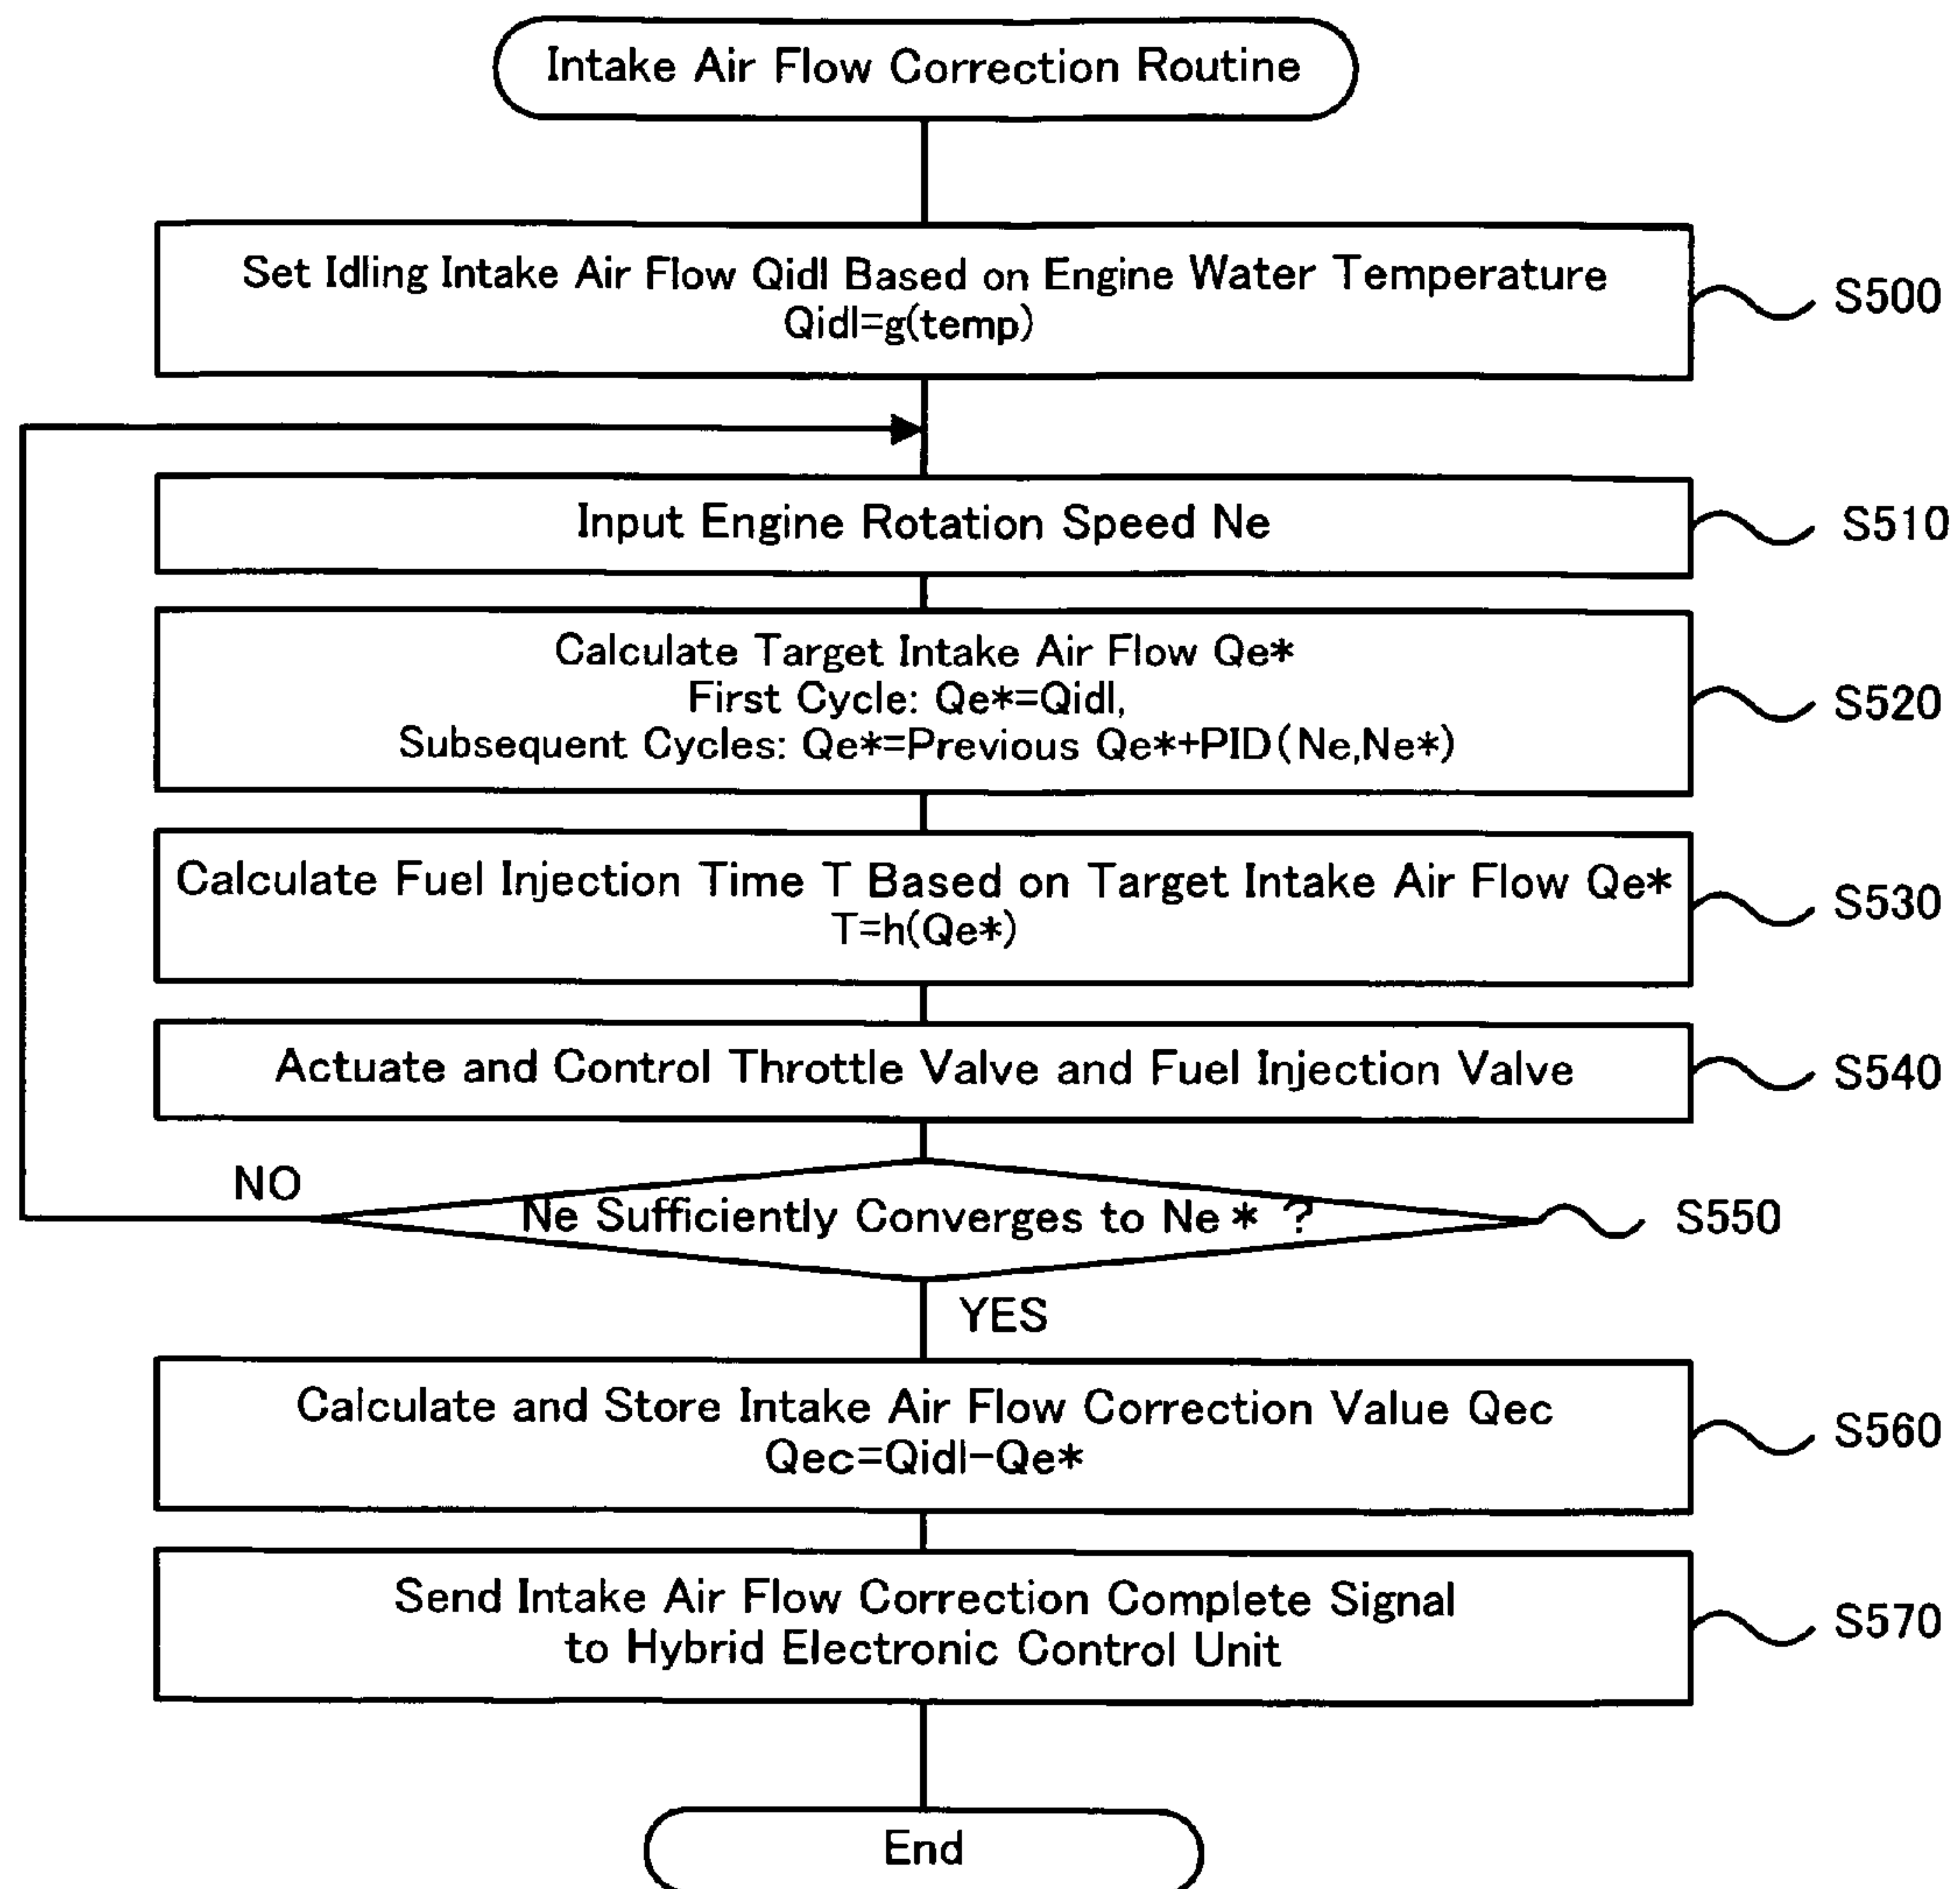 Intake Air Flow Correction Routine
Set Idling Intake Air Flow Qidl Based on Engine Water Temperature
Qidl=g(temp)
S500
Input Engine Rotation Speed Ne
S510
Calculate Target Intake Air Flow Qe*
First Cycle: Qe*=Qidl,
Subsequent Cycles: Qe*=Previous Qe*+PID(Ne,Ne*)
S520
Calculate Fuel Injection Time T Based on Target Intake Air Flow Qe*
T=h(Qe*)
S530
Actuate and Control Throttle Valve and Fuel Injection Valve
S540
NO
Ne Sufficiently Converges to Ne* ?
S550
YES
Calculate and Store Intake Air Flow Correction Value Qec
Qec=Qidl-Qe*
S560
Send Intake Air Flow Correction Complete Signal
to Hybrid Electronic Control Unit
S570
End